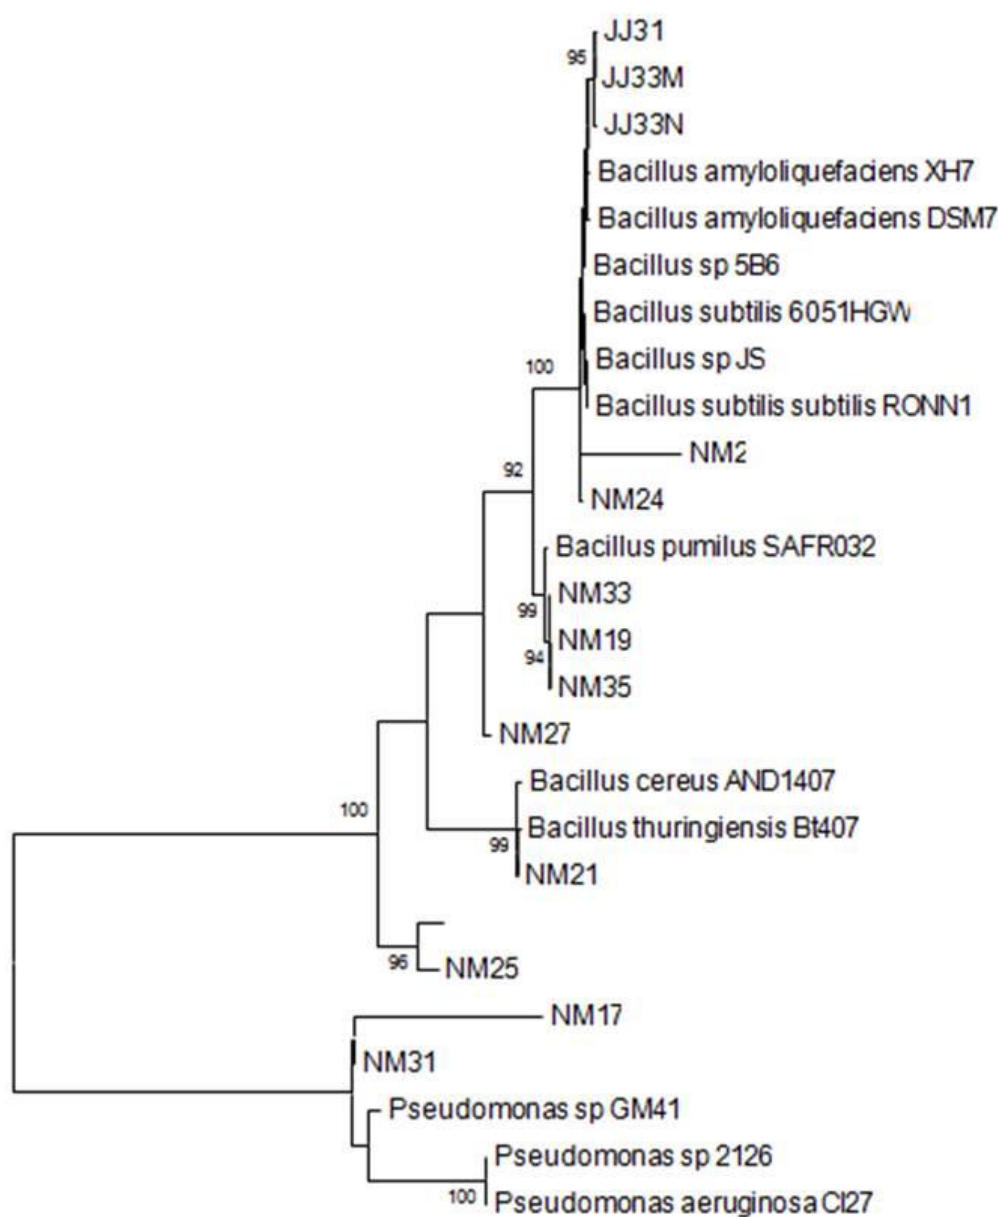 JJ31
95
JJ33M
JJ33N
Bacillus amyloliquefaciens XH7
Bacillus amyloliquefaciens DSM7
Bacillus sp 5B6
Bacillus subtilis 6051HGW
Bacillus sp JS
100
Bacillus subtilis subtilis RONN1
NM2
92
NM24
Bacillus pumilus SAFR032
NM33
99
NM19
94
NM35
NM27
Bacillus cereus AND1407
100
Bacillus thuringiensis Bt407
99
NM21
96
NM25
NM17
NM31
Pseudomonas sp GM41
Pseudomonas sp 2126
100
Pseudomonas aeruginosa CI27